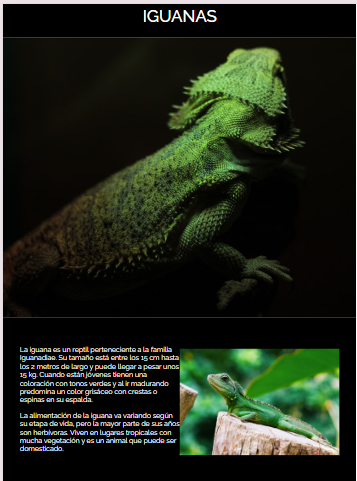 IGUANAS
La iguana es un reptil perteneciente a la familia
Iguanadiae. Su tamaño está entre los 15 cm hasta
los 2 metros de largo y puede llegar a pesar unos
15 kg. Cuando están jóvenes tienen una
coloración con tonos verdes y al ir madurando
predomina un color grisáceo con crestas o
espinas en su espalda.
La alimentación de la iguana va variando según
su etapa de vida, pero la mayor parte de sus años
son herbívoras. Viven en lugares tropicales con
mucha vegetación y es un animal que puede ser
domesticado.